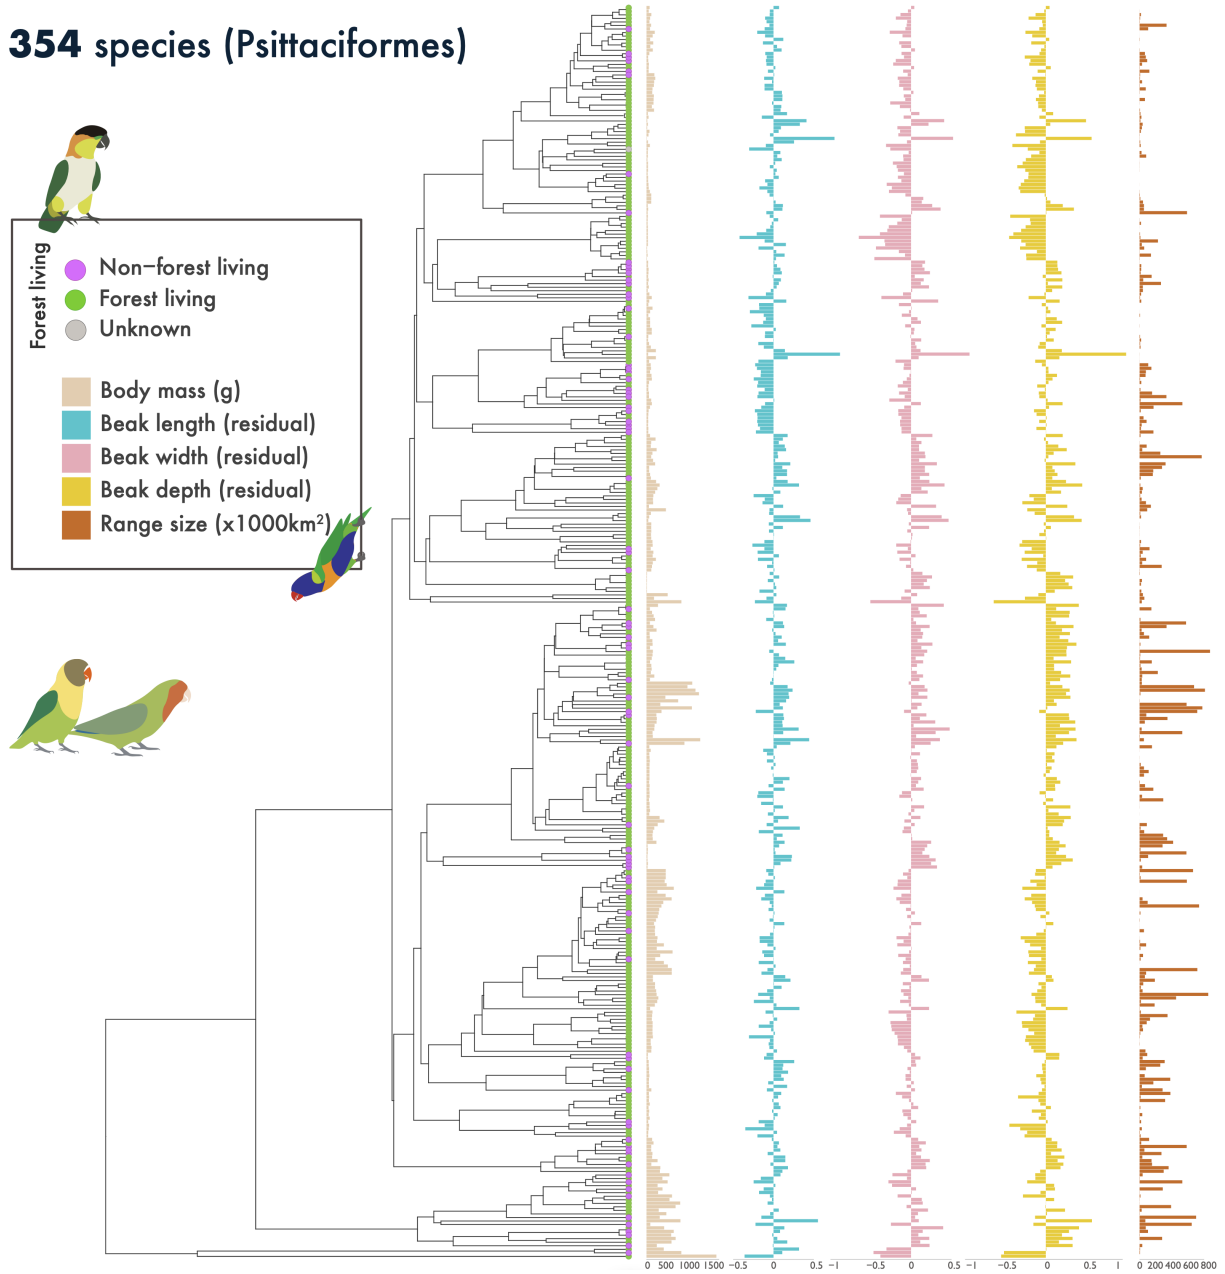 354 species (Psittaciformes)
Forest living
Non–forest living
Forest living
Unknown
Body mass (g)
Beak length (residual)
Beak width (residual)
Beak depth (residual)
Range size (x1000km²)
0 500 1000 1500 −0.5 0 0.5 −1 −0.5 0 0.5 −1 −0.5 0 0.5 1 0 200 400 600 800